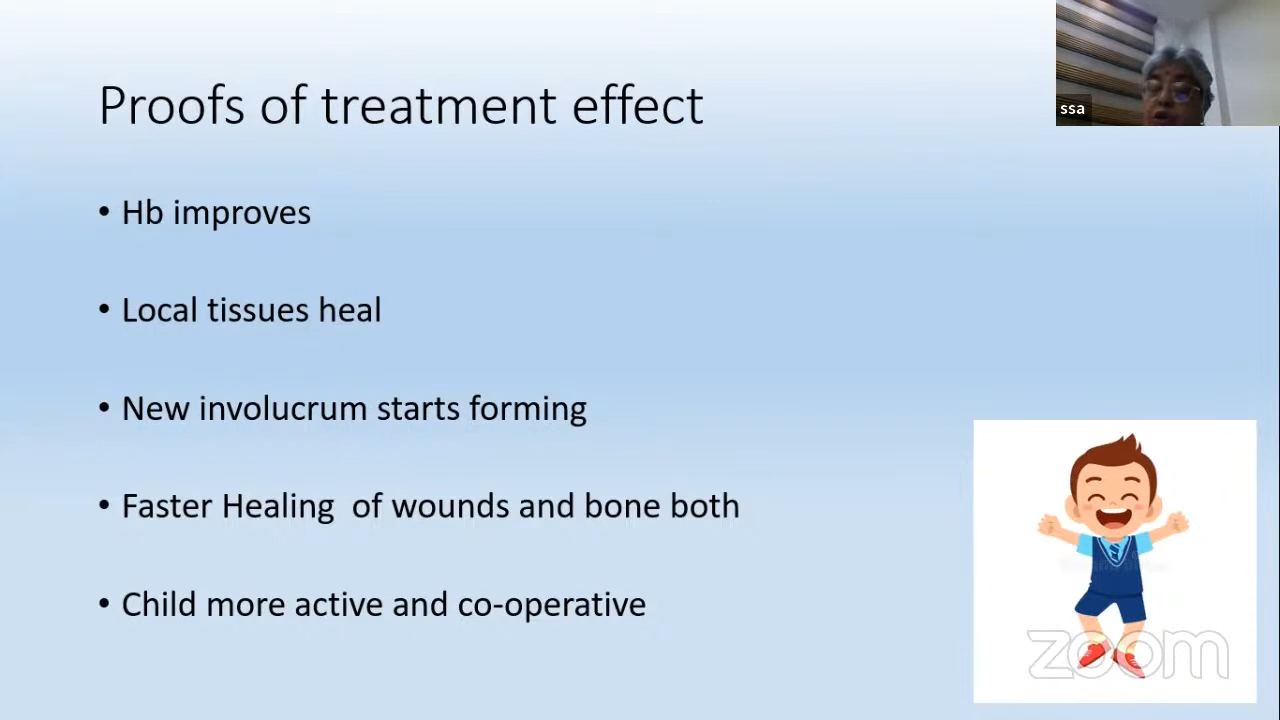 ssa
Proofs of treatment effect
• Hb improves
• Local tissues heal
• New involucrum starts forming
• Faster Healing  of wounds and bone both
• Child more active and co-operative
zoom